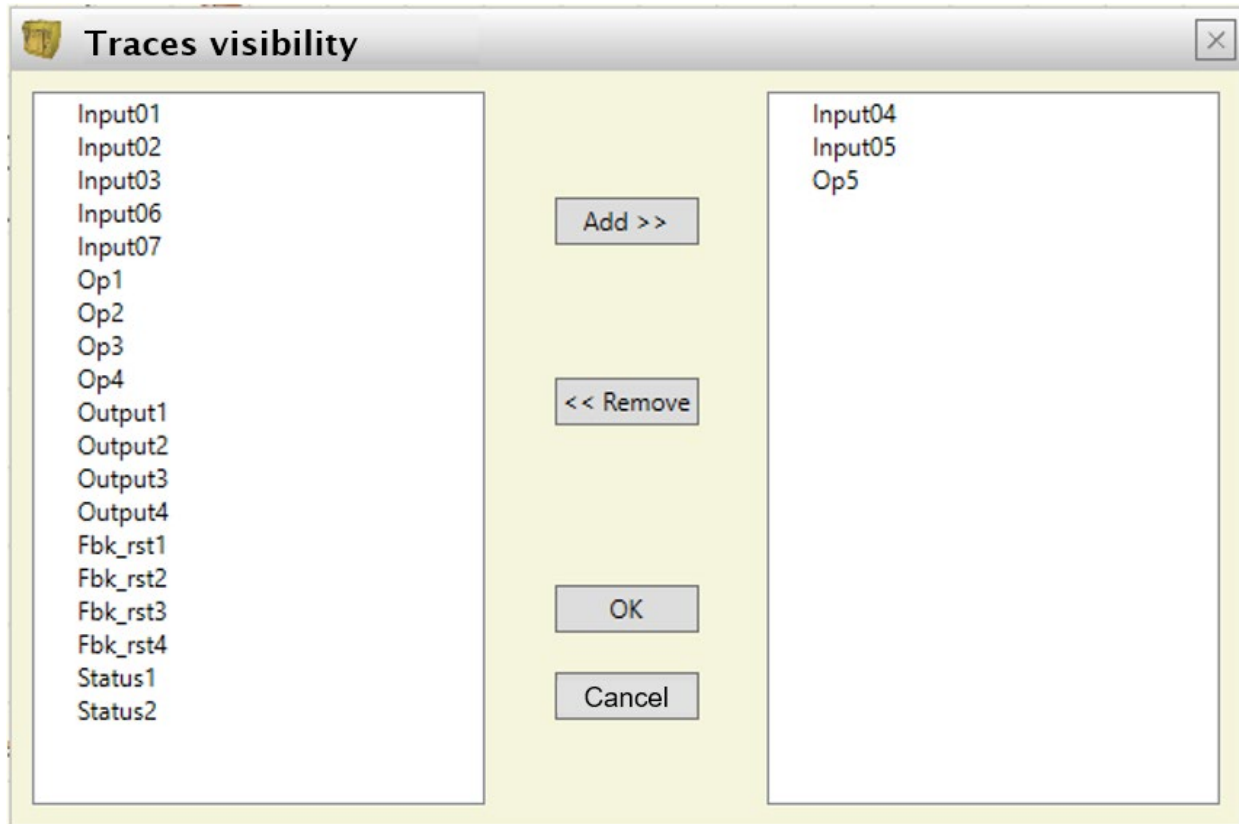 Traces visibility
Input01
Input02
Input03
Input06
Input07
Op1
Op2
Op3
Op4
Output1
Output2
Output3
Output4
Fbk_rst1
Fbk_rst2
Fbk_rst3
Fbk_rst4
Status1
Status2
Add >>
<< Remove
OK
Cancel
Input04
Input05
Op5